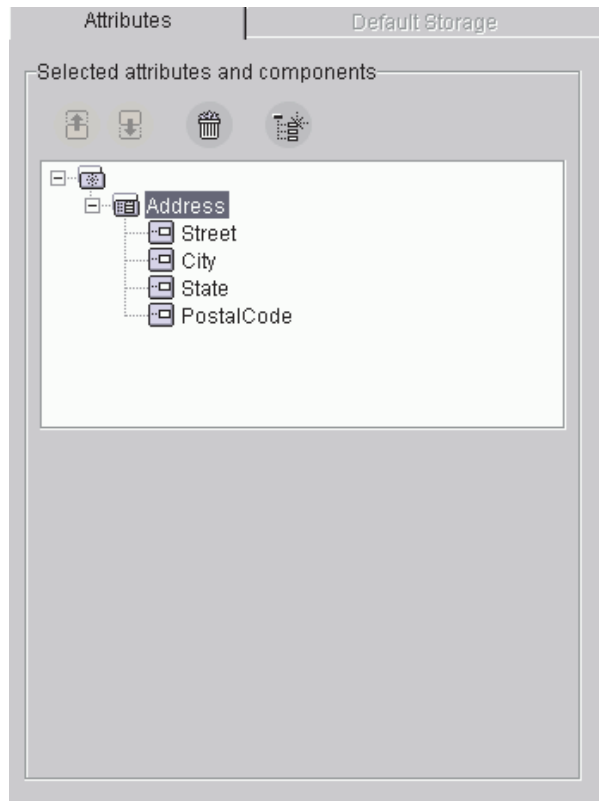 Attributes
Default Storage
Selected attributes and components
Address
Street
City
State
PostalCode